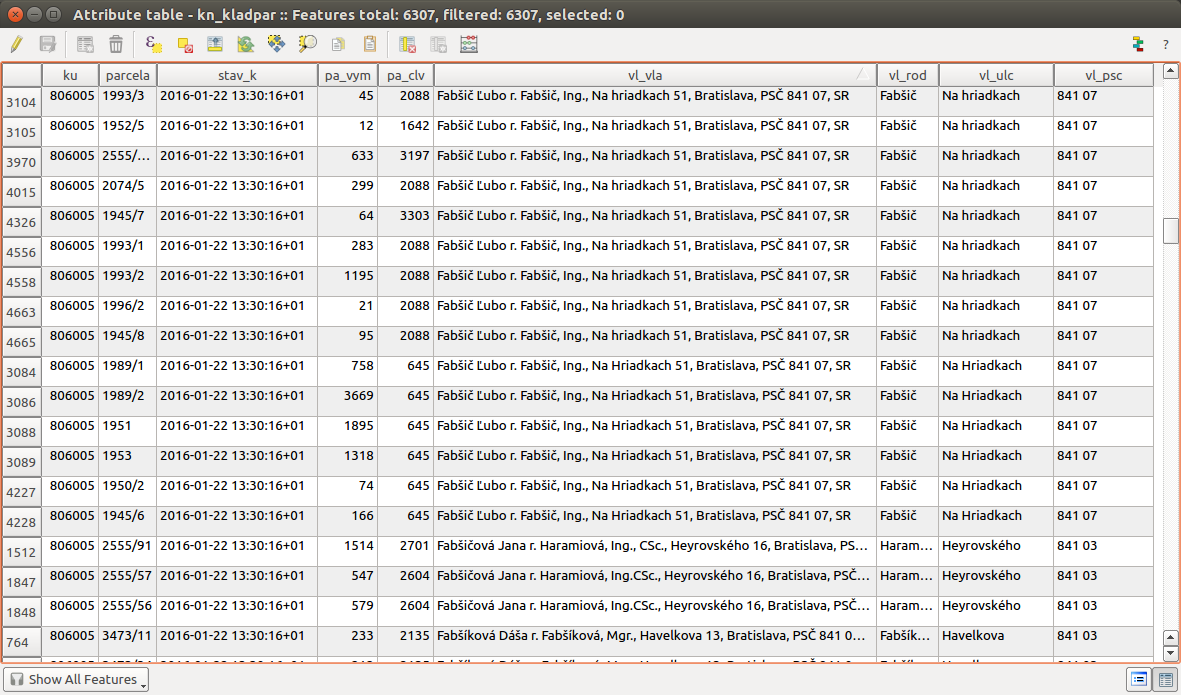 Attribute table - kn_kladpar :: Features total: 6307, filtered: 6307, selected: 0
ku parcela stav_k pa_vym pa_clv vl_vla vl_rod vl_ulc vl_psc
3104 806005 1993/3 2016-01-22 13:30:16+01 45 2088 Fabšič Ľubo r. Fabšič, Ing., Na hriadkach 51, Bratislava, PSČ 841 07, SR Fabšič Na hriadkach 841 07
3105 806005 1952/5 2016-01-22 13:30:16+01 12 1642 Fabšič Ľubo r. Fabšič, Ing., Na hriadkach 51, Bratislava, PSČ 841 07, SR Fabšič Na hriadkach 841 07
3970 806005 2555/... 2016-01-22 13:30:16+01 633 3197 Fabšič Ľubo r. Fabšič, Ing., Na hriadkach 51, Bratislava, PSČ 841 07, SR Fabšič Na hriadkach 841 07
4015 806005 2074/5 2016-01-22 13:30:16+01 299 2088 Fabšič Ľubo r. Fabšič, Ing., Na hriadkach 51, Bratislava, PSČ 841 07, SR Fabšič Na hriadkach 841 07
4326 806005 1945/7 2016-01-22 13:30:16+01 64 3303 Fabšič Ľubo r. Fabšič, Ing., Na hriadkach 51, Bratislava, PSČ 841 07, SR Fabšič Na hriadkach 841 07
4556 806005 1993/1 2016-01-22 13:30:16+01 283 2088 Fabšič Ľubo r. Fabšič, Ing., Na hriadkach 51, Bratislava, PSČ 841 07, SR Fabšič Na hriadkach 841 07
4558 806005 1993/2 2016-01-22 13:30:16+01 1195 2088 Fabšič Ľubo r. Fabšič, Ing., Na hriadkach 51, Bratislava, PSČ 841 07, SR Fabšič Na hriadkach 841 07
4663 806005 1996/2 2016-01-22 13:30:16+01 21 2088 Fabšič Ľubo r. Fabšič, Ing., Na hriadkach 51, Bratislava, PSČ 841 07, SR Fabšič Na hriadkach 841 07
4665 806005 1945/8 2016-01-22 13:30:16+01 95 2088 Fabšič Ľubo r. Fabšič, Ing., Na hriadkach 51, Bratislava, PSČ 841 07, SR Fabšič Na hriadkach 841 07
3084 806005 1989/1 2016-01-22 13:30:16+01 758 645 Fabšič Ľubo r. Fabšič, Ing., Na Hriadkach 51, Bratislava, PSČ 841 07, SR Fabšič Na Hriadkach 841 07
3086 806005 1989/2 2016-01-22 13:30:16+01 3669 645 Fabšič Ľubo r. Fabšič, Ing., Na Hriadkach 51, Bratislava, PSČ 841 07, SR Fabšič Na Hriadkach 841 07
3088 806005 1951 2016-01-22 13:30:16+01 1895 645 Fabšič Ľubo r. Fabšič, Ing., Na Hriadkach 51, Bratislava, PSČ 841 07, SR Fabšič Na Hriadkach 841 07
3089 806005 1953 2016-01-22 13:30:16+01 1318 645 Fabšič Ľubo r. Fabšič, Ing., Na Hriadkach 51, Bratislava, PSČ 841 07, SR Fabšič Na Hriadkach 841 07
4227 806005 1950/2 2016-01-22 13:30:16+01 74 645 Fabšič Ľubo r. Fabšič, Ing., Na Hriadkach 51, Bratislava, PSČ 841 07, SR Fabšič Na Hriadkach 841 07
4228 806005 1945/6 2016-01-22 13:30:16+01 166 645 Fabšič Ľubo r. Fabšič, Ing., Na Hriadkach 51, Bratislava, PSČ 841 07, SR Fabšič Na Hriadkach 841 07
1512 806005 2555/91 2016-01-22 13:30:16+01 1514 2701 Fabšičová Jana r. Haramiová, Ing., CSc., Heyrovského 16, Bratislava, PS... Haram... Heyrovského 841 03
1847 806005 2555/57 2016-01-22 13:30:16+01 547 2604 Fabšičová Jana r. Haramiová, Ing.CSc., Heyrovského 16, Bratislava, PSČ... Haram... Heyrovského 841 03
1848 806005 2555/56 2016-01-22 13:30:16+01 579 2604 Fabšičová Jana r. Haramiová, Ing.CSc., Heyrovského 16, Bratislava, PSČ... Haram... Heyrovského 841 03
764 806005 3473/11 2016-01-22 13:30:16+01 233 2135 Fabšíková Dáša r. Fabšíková, Mgr., Havelkova 13, Bratislava, PSČ 841 0... Fabšík... Havelkova 841 03
Show All Features